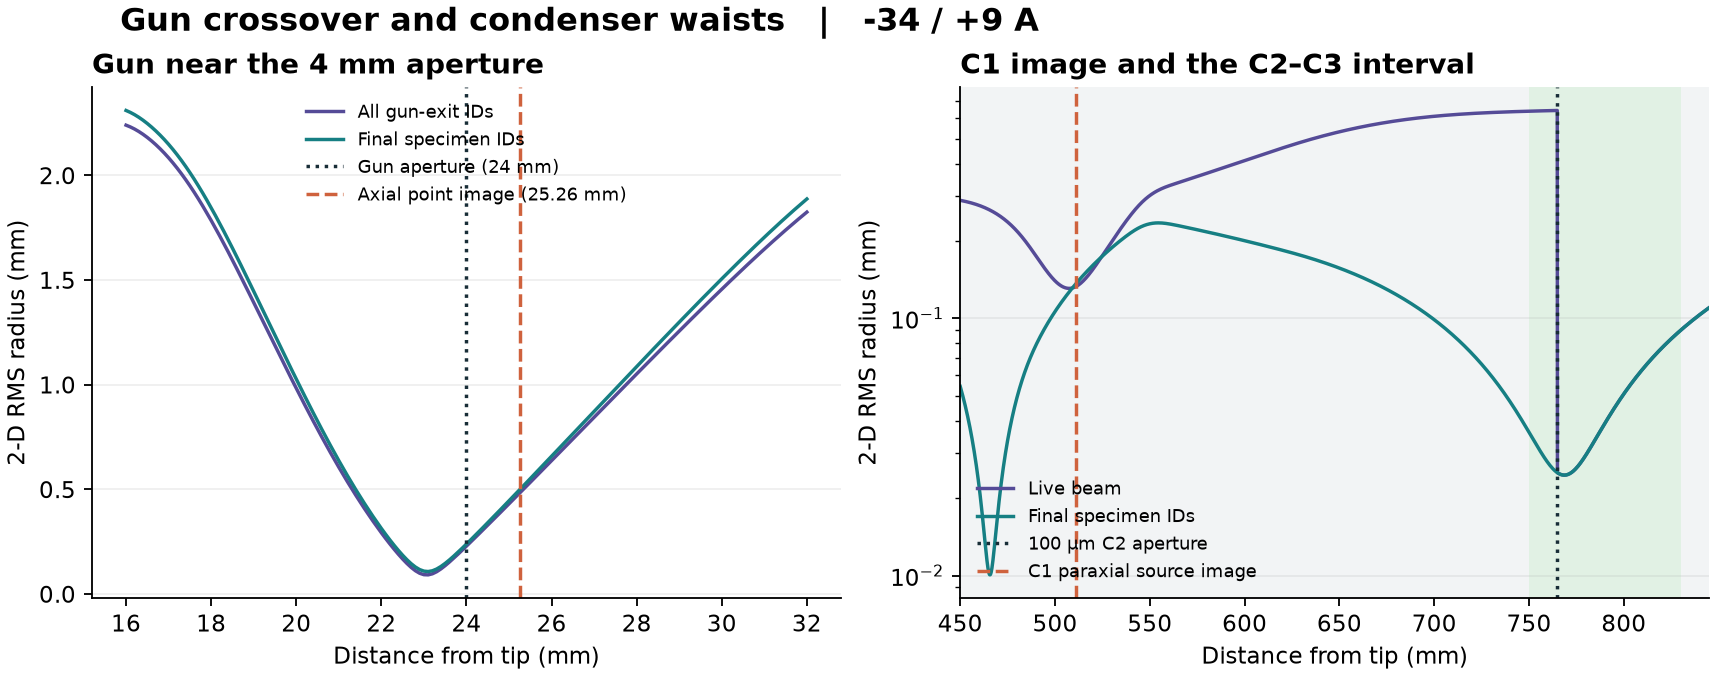 Gun crossover and condenser waists | -34 / +9 A
Gun near the 4 mm aperture
2-D RMS radius (mm)
2.0
1.5
1.0
0.5
0.0
All gun-exit IDs
Final specimen IDs
Gun aperture (24 mm)
Axial point image (25.26 mm)
16 18 20 22 24 26 28 30 32
Distance from tip (mm)
C1 image and the C2–C3 interval
2-D RMS radius (mm)
10⁻¹
10⁻²
Live beam
Final specimen IDs
100 µm C2 aperture
C1 paraxial source image
450 500 550 600 650 700 750 800
Distance from tip (mm)